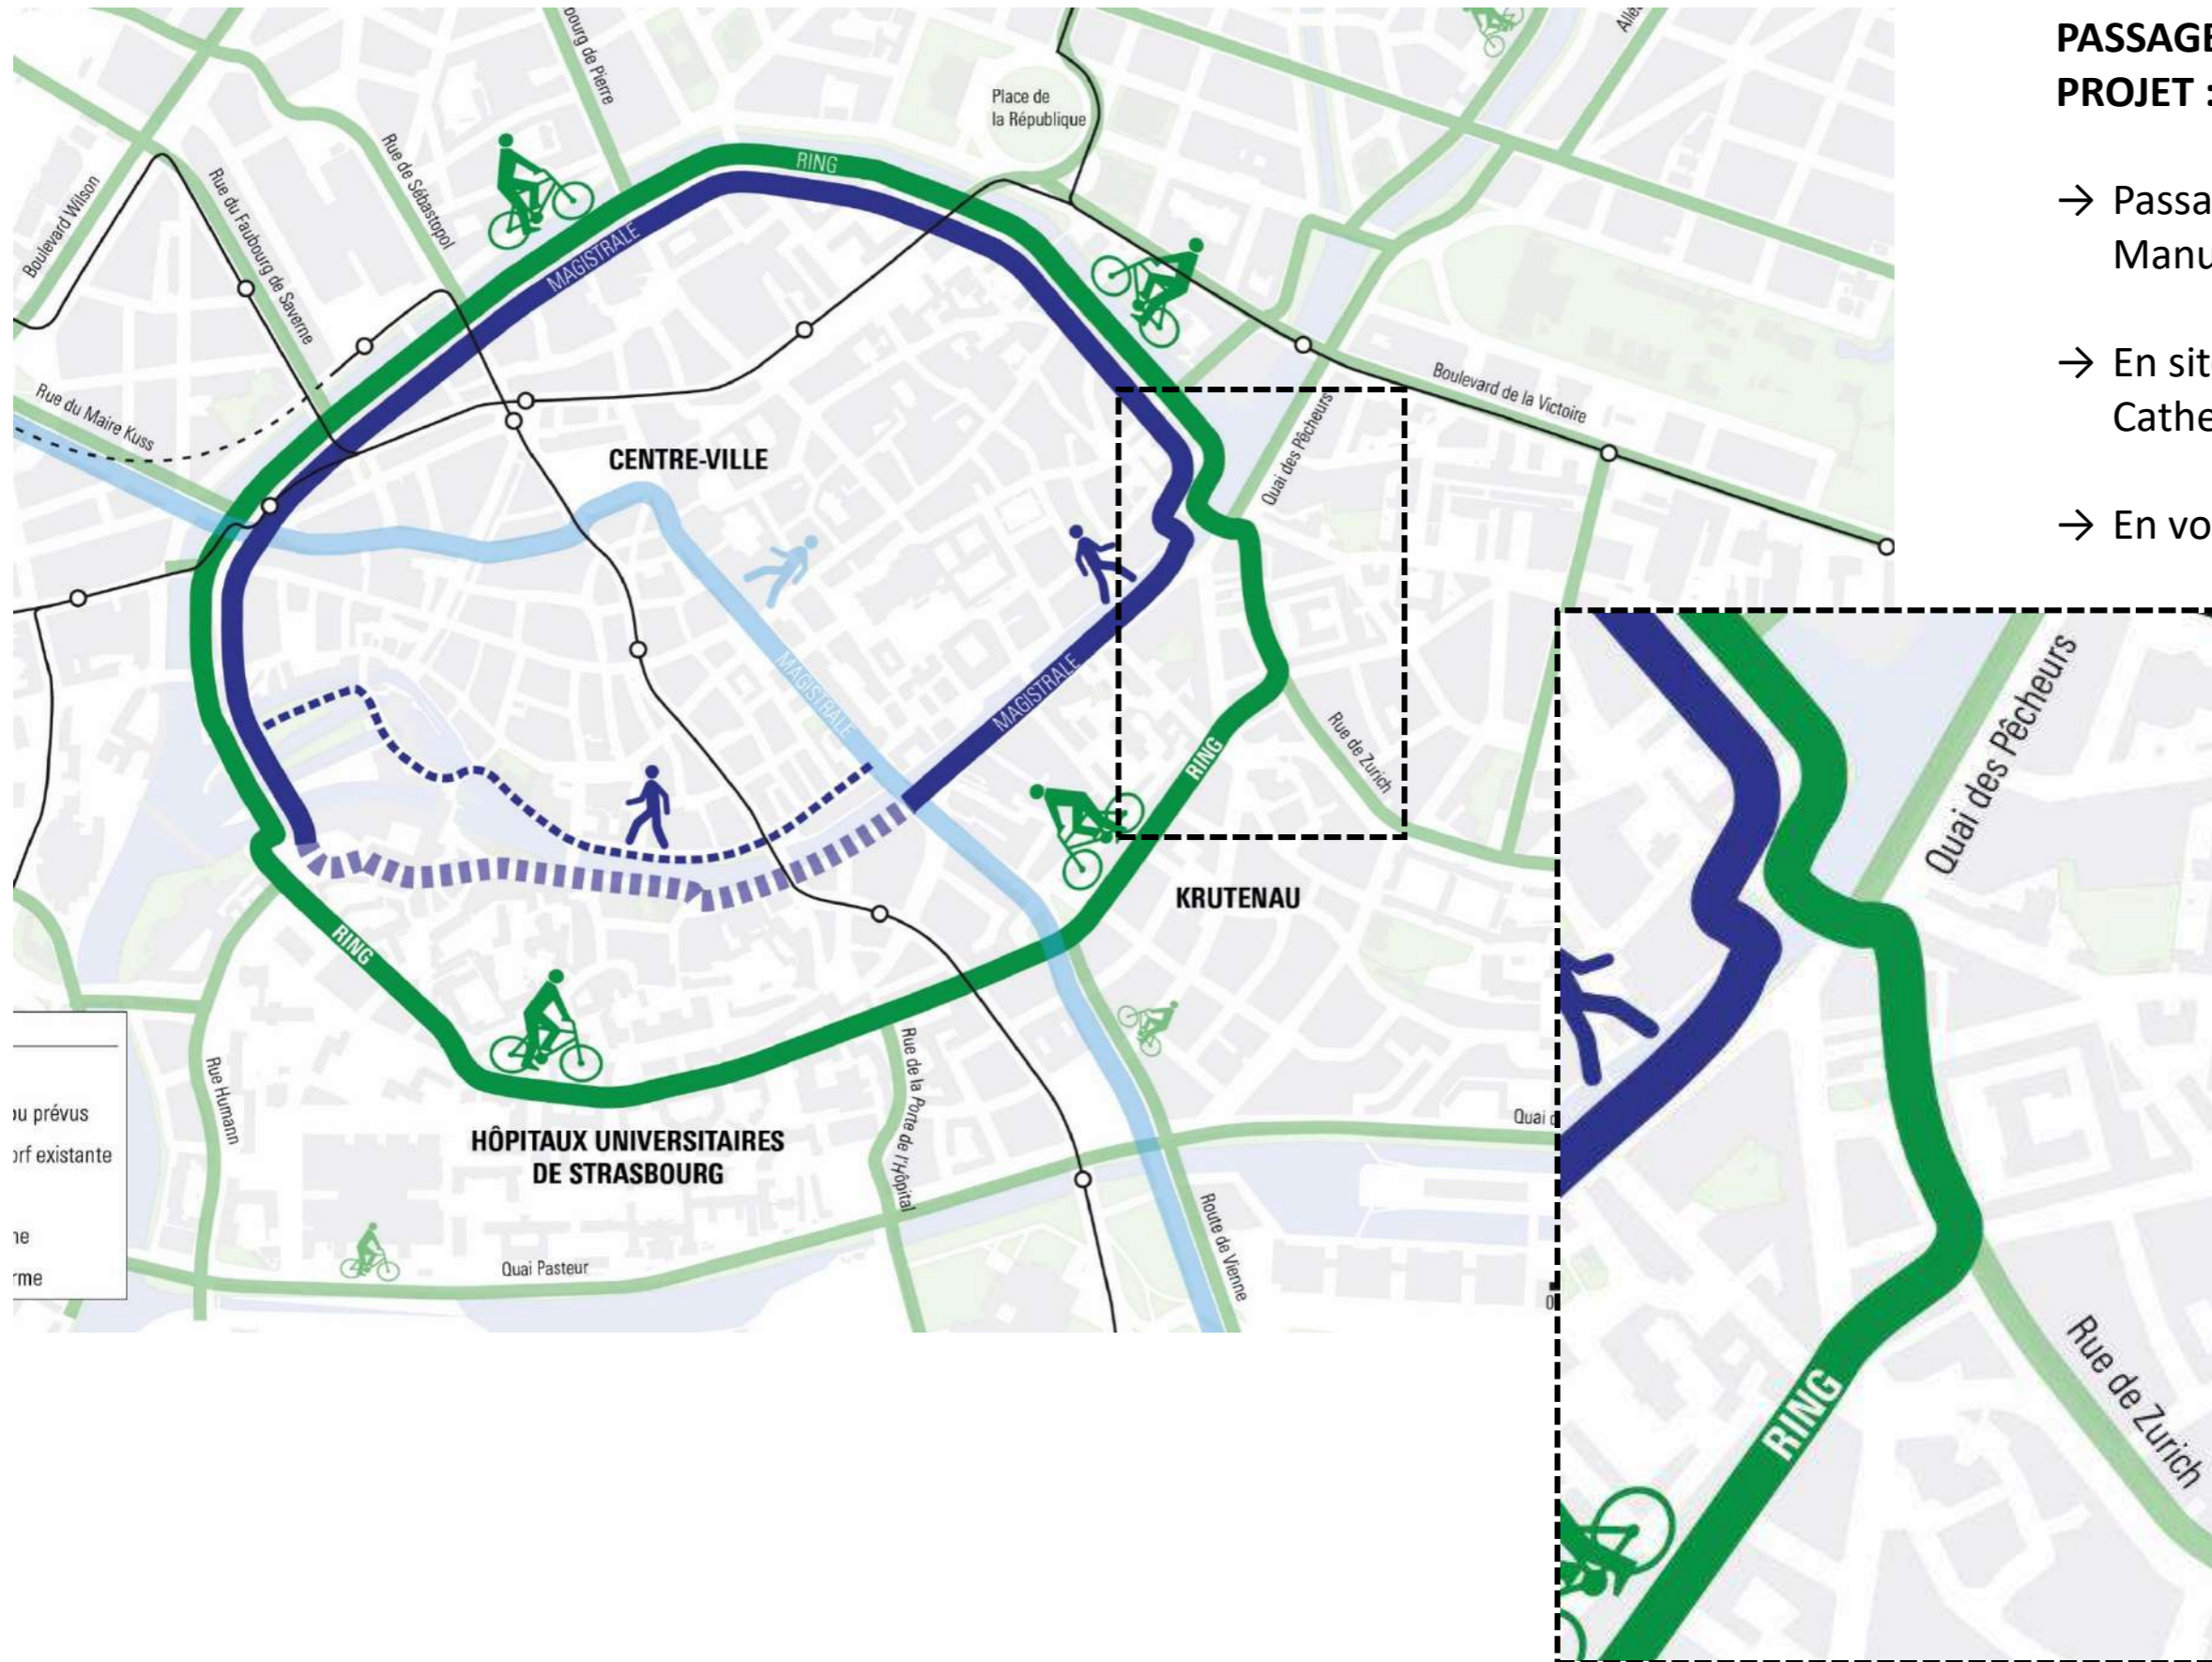 PASSAGE
PROJET :
→ Passa
Manu
→ En sit
Cathe
→ En vo
bourg de Pierre
Place de
la République
Boulevard Wilson
Rue du Faubourg de Saverne
Rue de Sébastopol
RING
MAGISTRALE
Rue du Maire Kuss
Boulevard de la Victoire
Quai des Pêcheurs
CENTRE-VILLE
MAGISTRALE
MAGISTRALE
RING
Rue de Zurich
KRUTENAU
RING
Rue Humann
Rue de la Porte de l'Hôpital
HÔPITAUX UNIVERSITAIRES
DE STRASBOURG
Quai Pasteur
Route de Vienne
Quai
ou prévus
orf existante
ne
rme
Quai des Pêcheurs
RING
Rue de Zurich